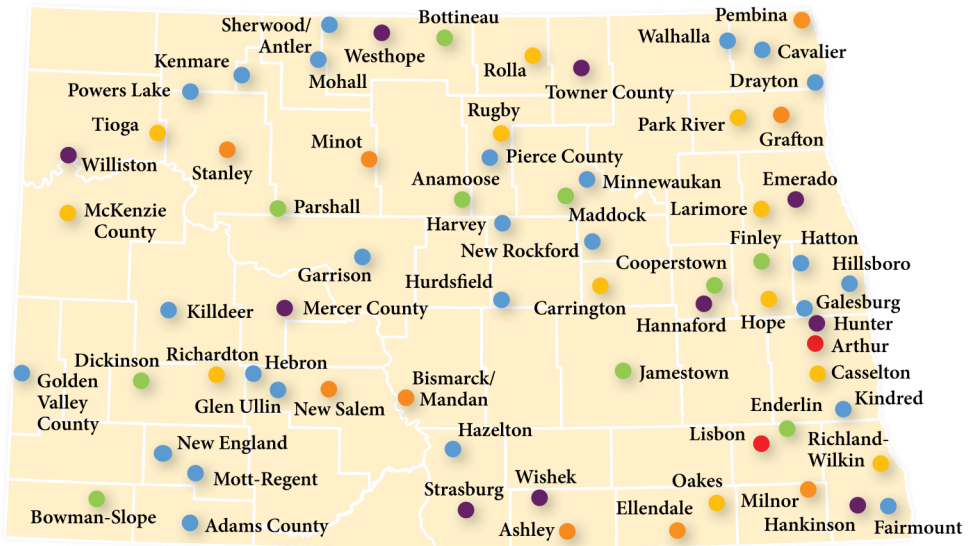 Bottineau
Pembina
Sherwood/
Antler
Westhope
Walhalla
Cavalier
Kenmare
Mohall
Rolla
Towner County
Drayton
Powers Lake
Rugby
Tioga
Minot
Park River
Grafton
Williston
Stanley
Pierce County
Anamoose
Minnewaukan
Emerado
McKenzie
County
Parshall
Harvey
Maddock
Larimore
New Rockford
Finley
Hatton
Garrison
Hurdsfield
Cooperstown
Hillsboro
Killdeer
Mercer County
Carrington
Hannaford
Hope
Galesburg
Hunter
Arthur
Dickinson
Richardton
Hebron
Jamestown
Casselton
Golden
Valley
County
Glen Ullin
New Salem
Bismarck/
Mandan
Enderlin
Kindred
New England
Hazelton
Lisbon
Richland-
Wilkin
Mott-Regent
Strasburg
Wishek
Oakes
Milnor
Bowman-Slope
Adams County
Ashley
Ellendale
Hankinson
Fairmount